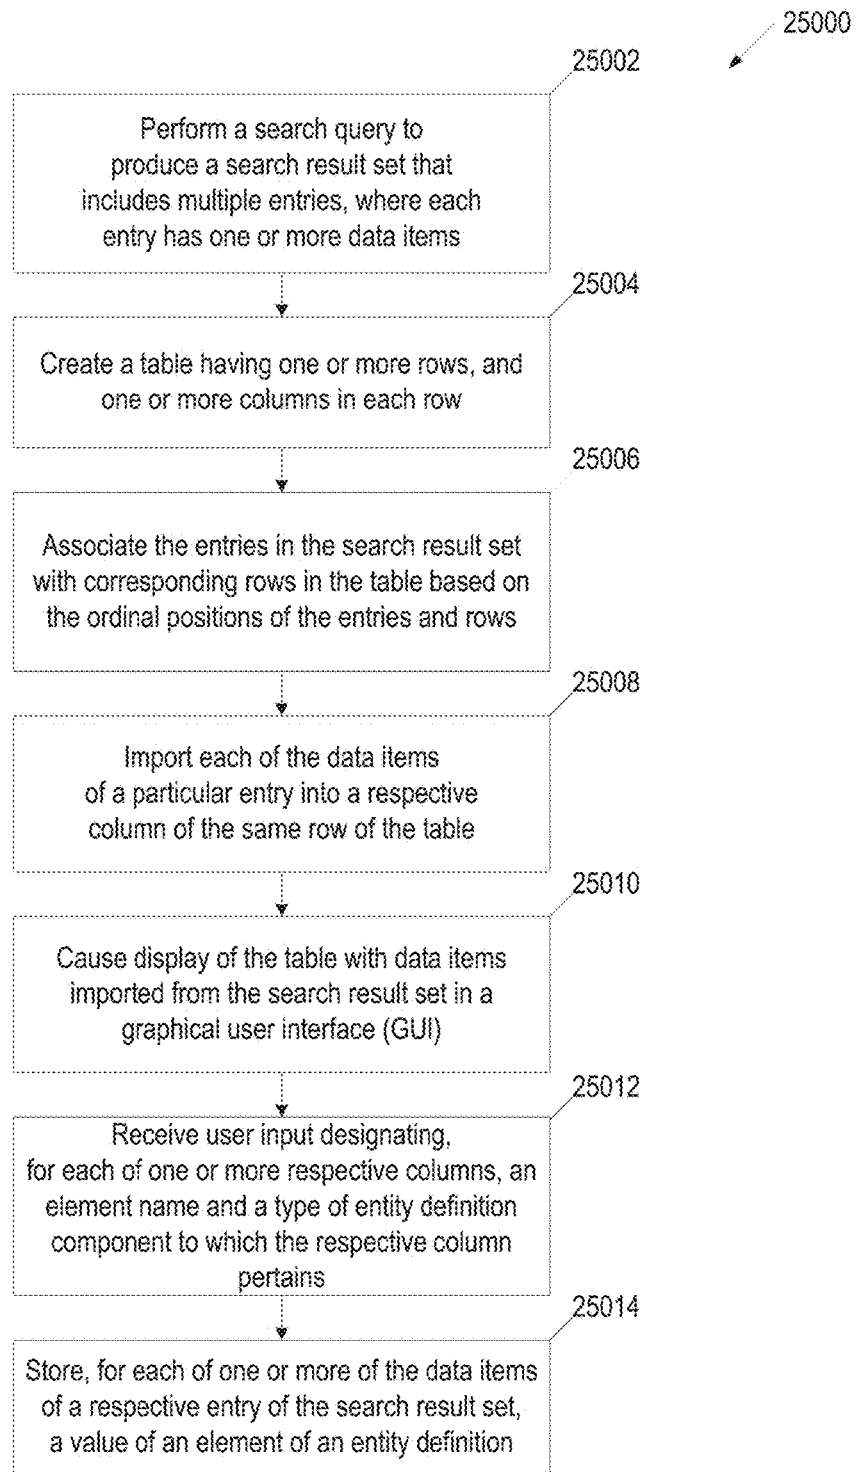 25000
25002
Perform a search query to
produce a search result set that
includes multiple entries, where each
entry has one or more data items
25004
Create a table having one or more rows, and
one or more columns in each row
25006
Associate the entries in the search result set
with corresponding rows in the table based on
the ordinal positions of the entries and rows
25008
Import each of the data items
of a particular entry into a respective
column of the same row of the table
25010
Cause display of the table with data items
imported from the search result set in a
graphical user interface (GUI)
25012
Receive user input designating,
for each of one or more respective columns, an
element name and a type of entity definition
component to which the respective column
pertains
25014
Store, for each of one or more of the data items
of a respective entry of the search result set,
a value of an element of an entity definition